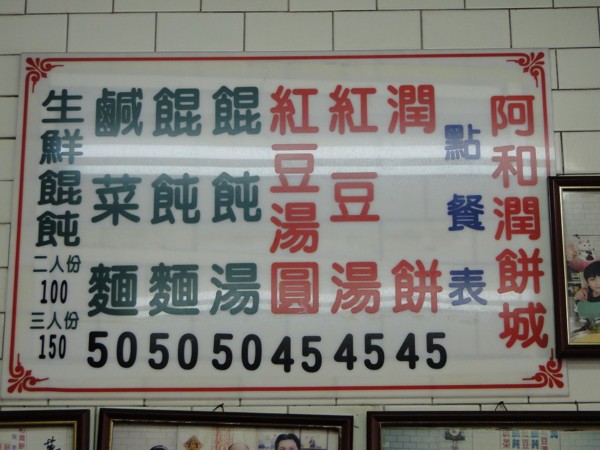 阿和潤餅城
點餐表
潤餅 45
紅豆湯 45
紅豆湯圓 45
餛飩湯 50
餛飩麵 50
鹹菜麵 50
生鮮餛飩
二人份
100
三人份
150